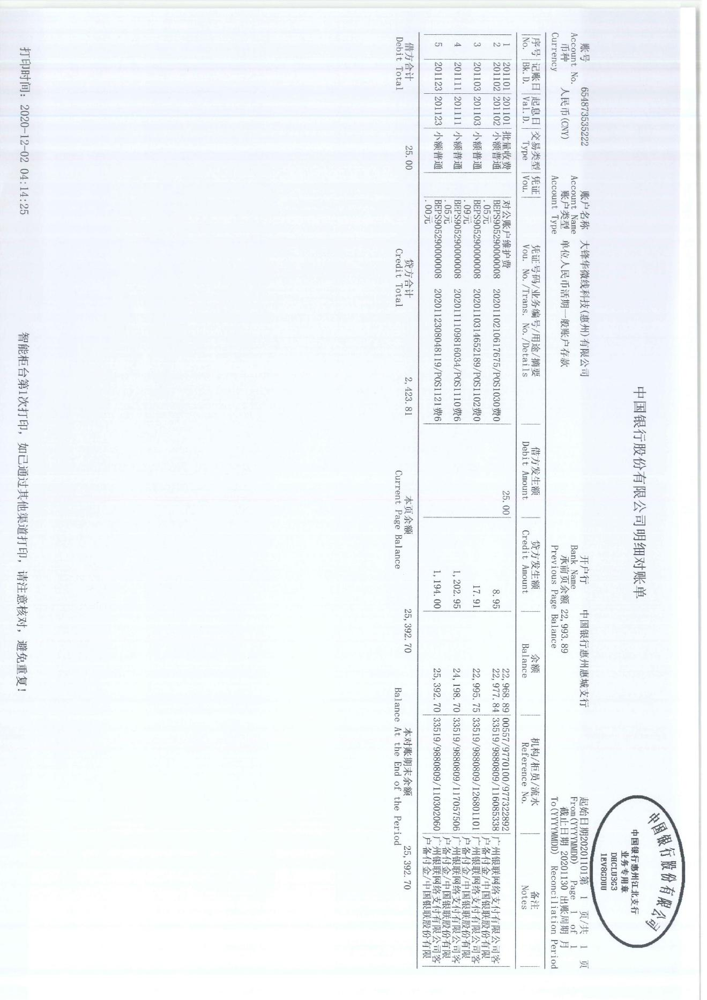 中国银行股份有限公司明细对账单
中国银行股份有限公司
中国银行惠州江北支行
业务专用章
DHCLU3G3
1EV8GDUU
账号 654873535222 账户名称 大锋华微线科技(惠州)有限公司 开户行 中国银行惠州惠城支行 起始日期20201101第 1 页/共 1 页
Account No. Account Name Bank Name From(YYYYMMDD) Page 1 of 1
币种 人民币(CNY) 账户类型 单位人民币活期一般账户存款 承前页余额 22,993.89 截止日期 20201130 出账周期 月
Currency Account Type Previous Page Balance To(YYYYMMDD) Reconciliation Period
序号 记账日 起息日 交易类型 凭证 凭证号码/业务编号/用途/摘要 借方发生额 贷方发生额 余额 机构/柜员/流水 备注
No. Bk. D. Val. D. Type Vou. Vou. No./Trans. No./Details Debit Amount Credit Amount Balance Reference No. Notes
1 201101 201101 批量收费 对公账户维护费 25.00 22,968.89 00557/9770100/977322892
2 201102 201102 小额普通 BEPS905290000008 2020110210617675/POS1030费0 8.95 22,977.84 33519/9880809/116085338 广州银联网络支付有限公司客
.05元 户备付金/中国银联股份有限
3 201103 201103 小额普通 BEPS905290000008 2020110314652189/POS1102费0 17.91 22,995.75 33519/9880809/126801101 广州银联网络支付有限公司客
.09元 户备付金/中国银联股份有限
4 201111 201111 小额普通 BEPS905290000008 2020111109816034/POS1110费6 1,202.95 24,198.70 33519/9880809/117057506 广州银联网络支付有限公司客
.05元 户备付金/中国银联股份有限
5 201123 201123 小额普通 BEPS905290000008 2020112308048119/POS1121费6 1,194.00 25,392.70 33519/9880809/110302060 广州银联网络支付有限公司客
.00元 户备付金/中国银联股份有限
借方合计 25.00 贷方合计 2,423.81 本页余额 25,392.70 本对账期末余额 25,392.70
Debit Total Credit Total Current Page Balance Balance At the End of the Period
打印时间: 2020-12-02 04:14:25 智能柜台第1次打印，如已通过其他渠道打印，请注意核对，避免重复!